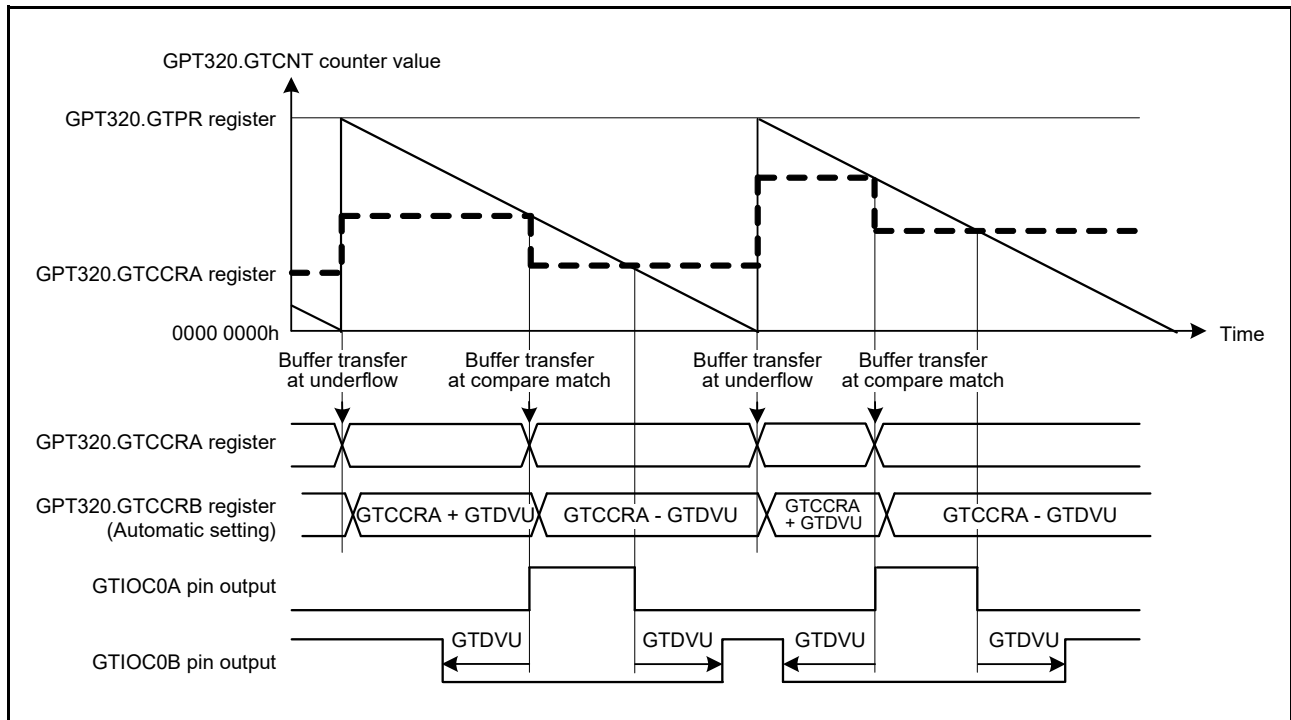 GPT320.GTCNT counter value
GPT320.GTPR register
GPT320.GTCCRA register
0000 0000h
Time
Buffer transfer
at underflow
Buffer transfer
at compare match
Buffer transfer
at underflow
Buffer transfer
at compare match
GPT320.GTCCRA register
GPT320.GTCCRB register
(Automatic setting)
GTCCRA + GTDVU
GTCCRA - GTDVU
GTCCRA
+ GTDVU
GTCCRA - GTDVU
GTIOC0A pin output
GTIOC0B pin output
GTDVU
GTDVU
GTDVU
GTDVU